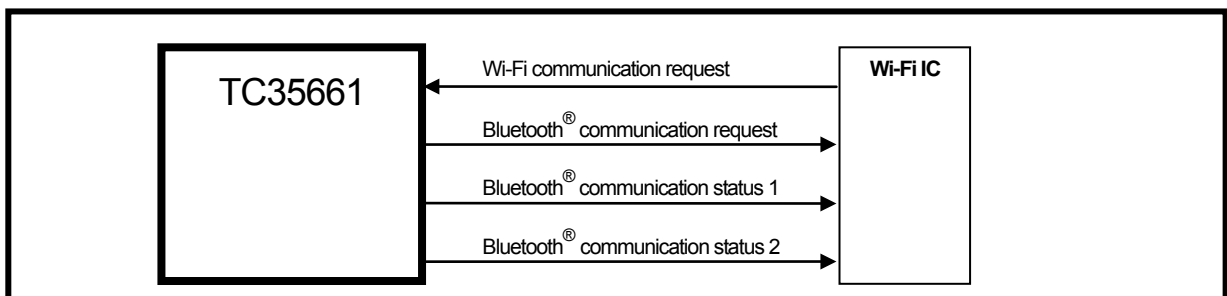 TC35661
Wi-Fi communication request
Wi-Fi IC
Bluetooth® communication request
Bluetooth® communication status 1
Bluetooth® communication status 2